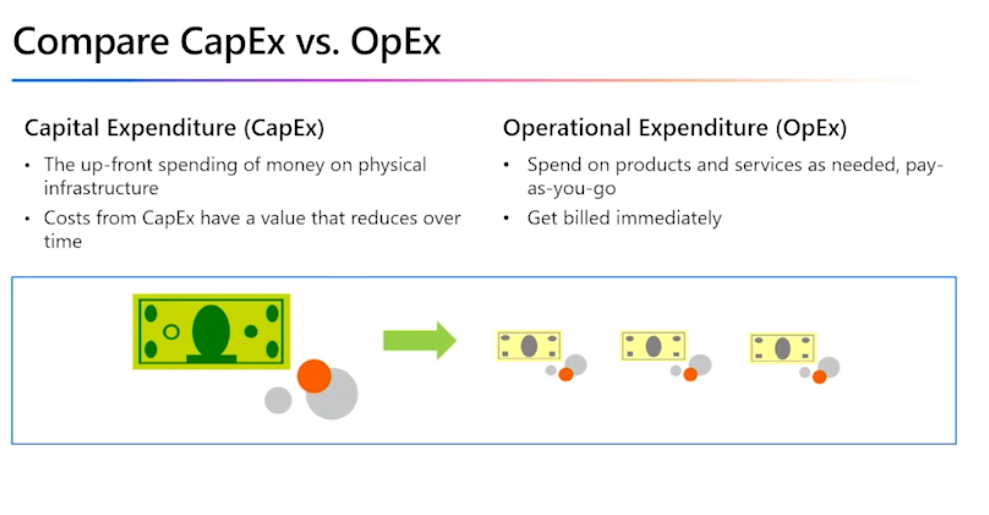 Compare CapEx vs. OpEx
Capital Expenditure (CapEx)
• The up-front spending of money on physical
infrastructure
• Costs from CapEx have a value that reduces over
time
Operational Expenditure (OpEx)
• Spend on products and services as needed, pay-
as-you-go
• Get billed immediately